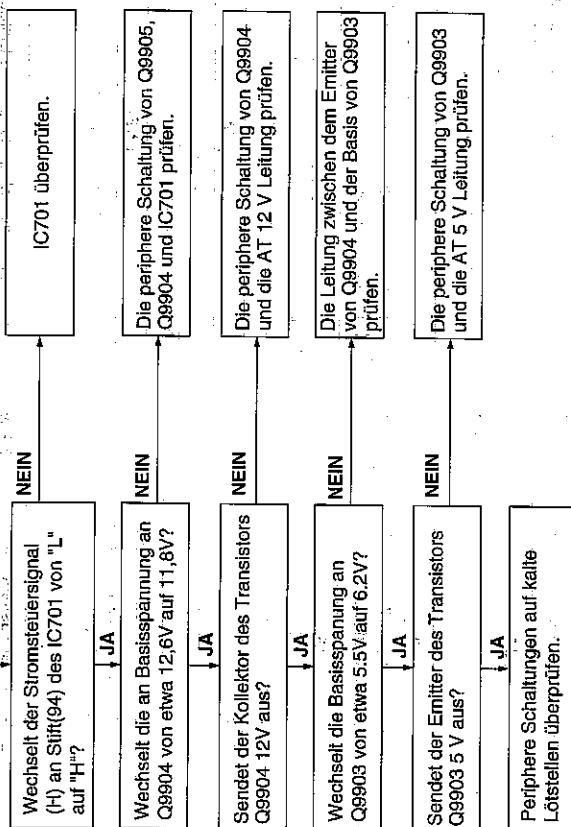 Wechselt der Stromsteuersignal
(H) an Stift(94) des IC701 von "L"
auf "H"?
NEIN
IC701 überprüfen.
JA
Wechselt die an Basisspannung an
Q9904 von etwa 12,6V auf 11,8V?
NEIN
Die periphere Schaltung von Q9905,
Q9904 und IC701 prüfen.
JA
Sendet der Kollektor des Transistors
Q9904 12V aus?
NEIN
Die periphere Schaltung von Q9904
und die AT 12 V Leitung prüfen.
JA
Wechselt die Basisspanung an
Q9903 von etwa 5.5V auf 6.2V?
NEIN
Die Leitung zwischen dem Emitter
von Q9904 und der Basis von Q9903
prüfen.
JA
Sendet der Emitter des Transistors
Q9903 5 V aus?
NEIN
Die periphere Schaltung von Q9903
und die AT 5 V Leitung prüfen.
JA
Periphere Schaltungen auf kalte
Lötstellen überprüfen.